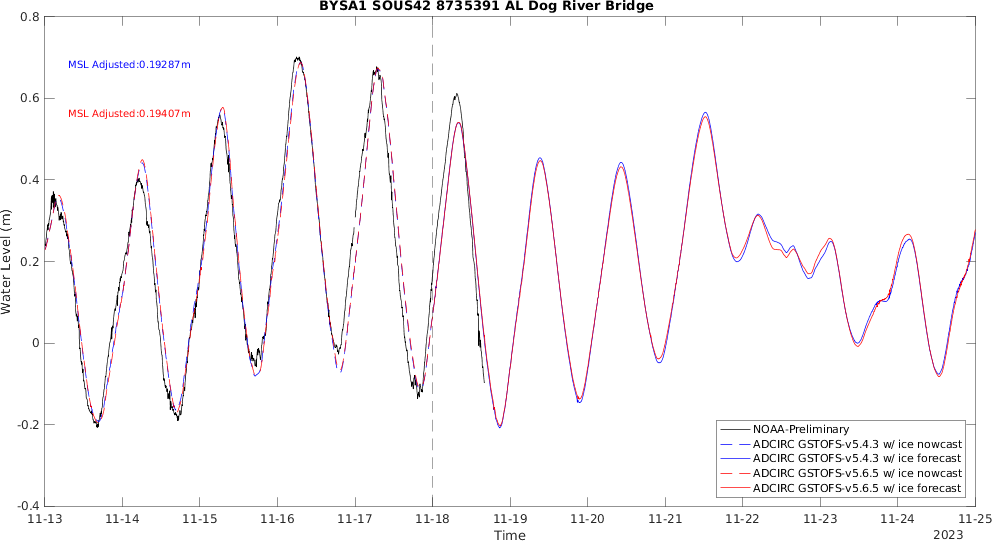 BYSA1 SOUS42 8735391 AL Dog River Bridge
0.8
0.6
0.4
0.2
0
-0.2
-0.4
Water Level (m)
MSL Adjusted:0.19287m
MSL Adjusted:0.19407m
NOAA-Preliminary
ADCIRC GSTOFS-v5.4.3 w/ ice nowcast
ADCIRC GSTOFS-v5.4.3 w/ ice forecast
ADCIRC GSTOFS-v5.6.5 w/ ice nowcast
ADCIRC GSTOFS-v5.6.5 w/ ice forecast
11-13 11-14 11-15 11-16 11-17 11-18 11-19 11-20 11-21 11-22 11-23 11-24 11-25
Time
2023